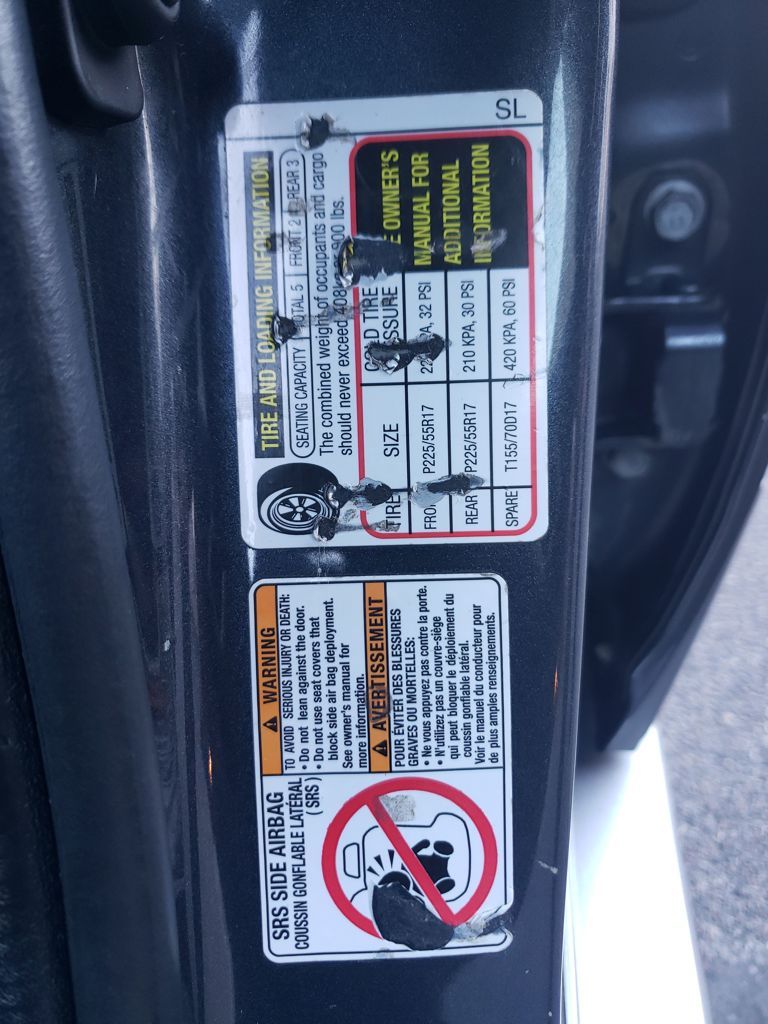 TIRE AND LOADING INFORMATION
SEATING CAPACITY TOTAL 5 FRONT 2 REAR 3
The combined weight of occupants and cargo
should never exceed 408 900 lbs.
TIRE SIZE TIRE OWNER'S
MANUAL FOR
ADDITIONAL
INFORMATION
P225/55R17 32 PSI
REAR P225/55R17 210 KPA, 30 PSI
SPARE T155/70D17 420 KPA, 60 PSI
SL
SRS SIDE AIRBAG
COUSSIN GONFLABLE LATÉRAL
(SRS)
WARNING
TO AVOID SERIOUS INJURY OR DEATH:
• Do not lean against the door.
• Do not use seat covers that
block side air bag deployment.
See owner's manual for
more information.
AVERTISSEMENT
POUR ÉVITER DES BLESSURES
GRAVES OU MORTELLES:
• Ne vous appuyez pas contre la porte.
• N'utilizez pas un couvre-siège
qui peut bloquer le déploiement du
coussin gonflable latéral.
Voir le manuel du conducteur pour
de plus amples renseignements.